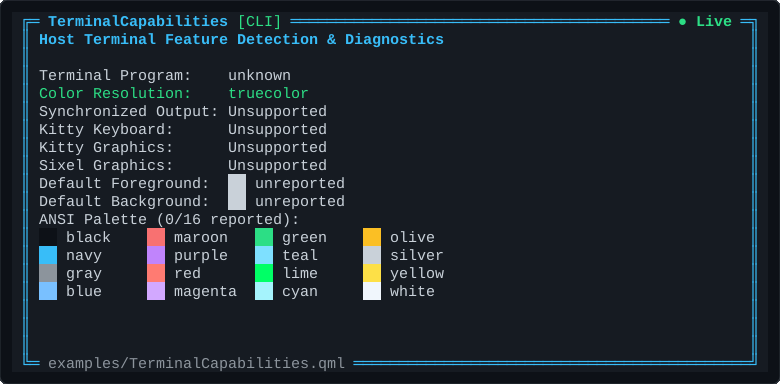 TerminalCapabilities [CLI] ● Live
Host Terminal Feature Detection & Diagnostics
Terminal Program: unknown
Color Resolution: truecolor
Synchronized Output: Unsupported
Kitty Keyboard: Unsupported
Kitty Graphics: Unsupported
Sixel Graphics: Unsupported
Default Foreground: unreported
Default Background: unreported
ANSI Palette (0/16 reported):
black maroon green olive
navy purple teal silver
gray red lime yellow
blue magenta cyan white
examples/TerminalCapabilities.qml